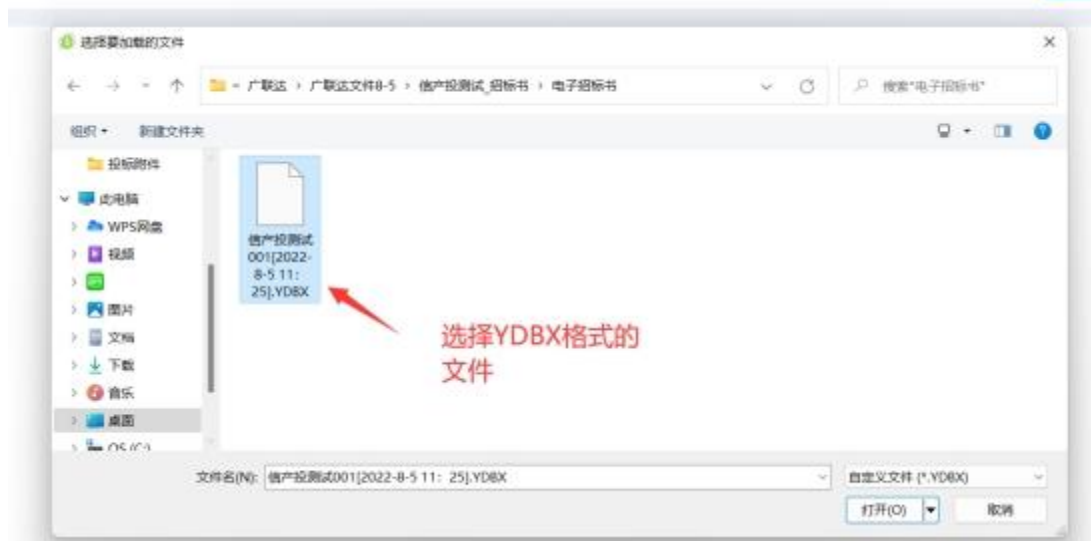 选择要加载的文件
广联达 › 广联达文件8-5 › 信产投测试_招标书 › 电子招标书
搜索"电子招标书"
组织
新建文件夹
投标附件
此电脑
WPS网盘
视频
图片
文档
下载
音乐
桌面
OS (C:)
信产投测试
001[2022-
8-5 11:
25].YDBX
选择YDBX格式的
文件
文件名(N): 信产投测试001[2022-8-5 11: 25].YDBX
自定义文件 (*.YDBX)
打开(O)
取消